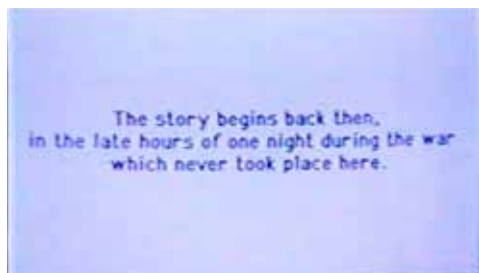 The story begins back then,
in the late hours of one night during the war
which never took place here.